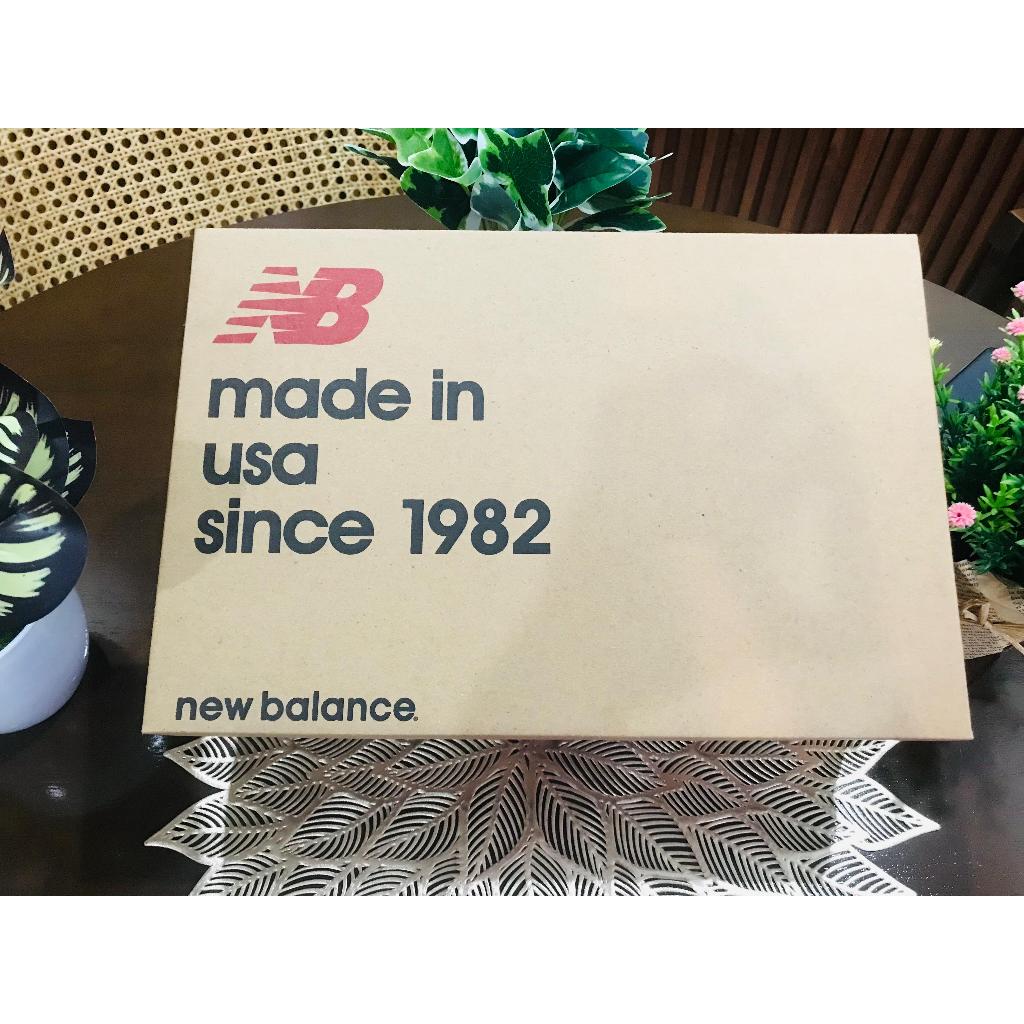 NB
made in
usa
since 1982
new balance.